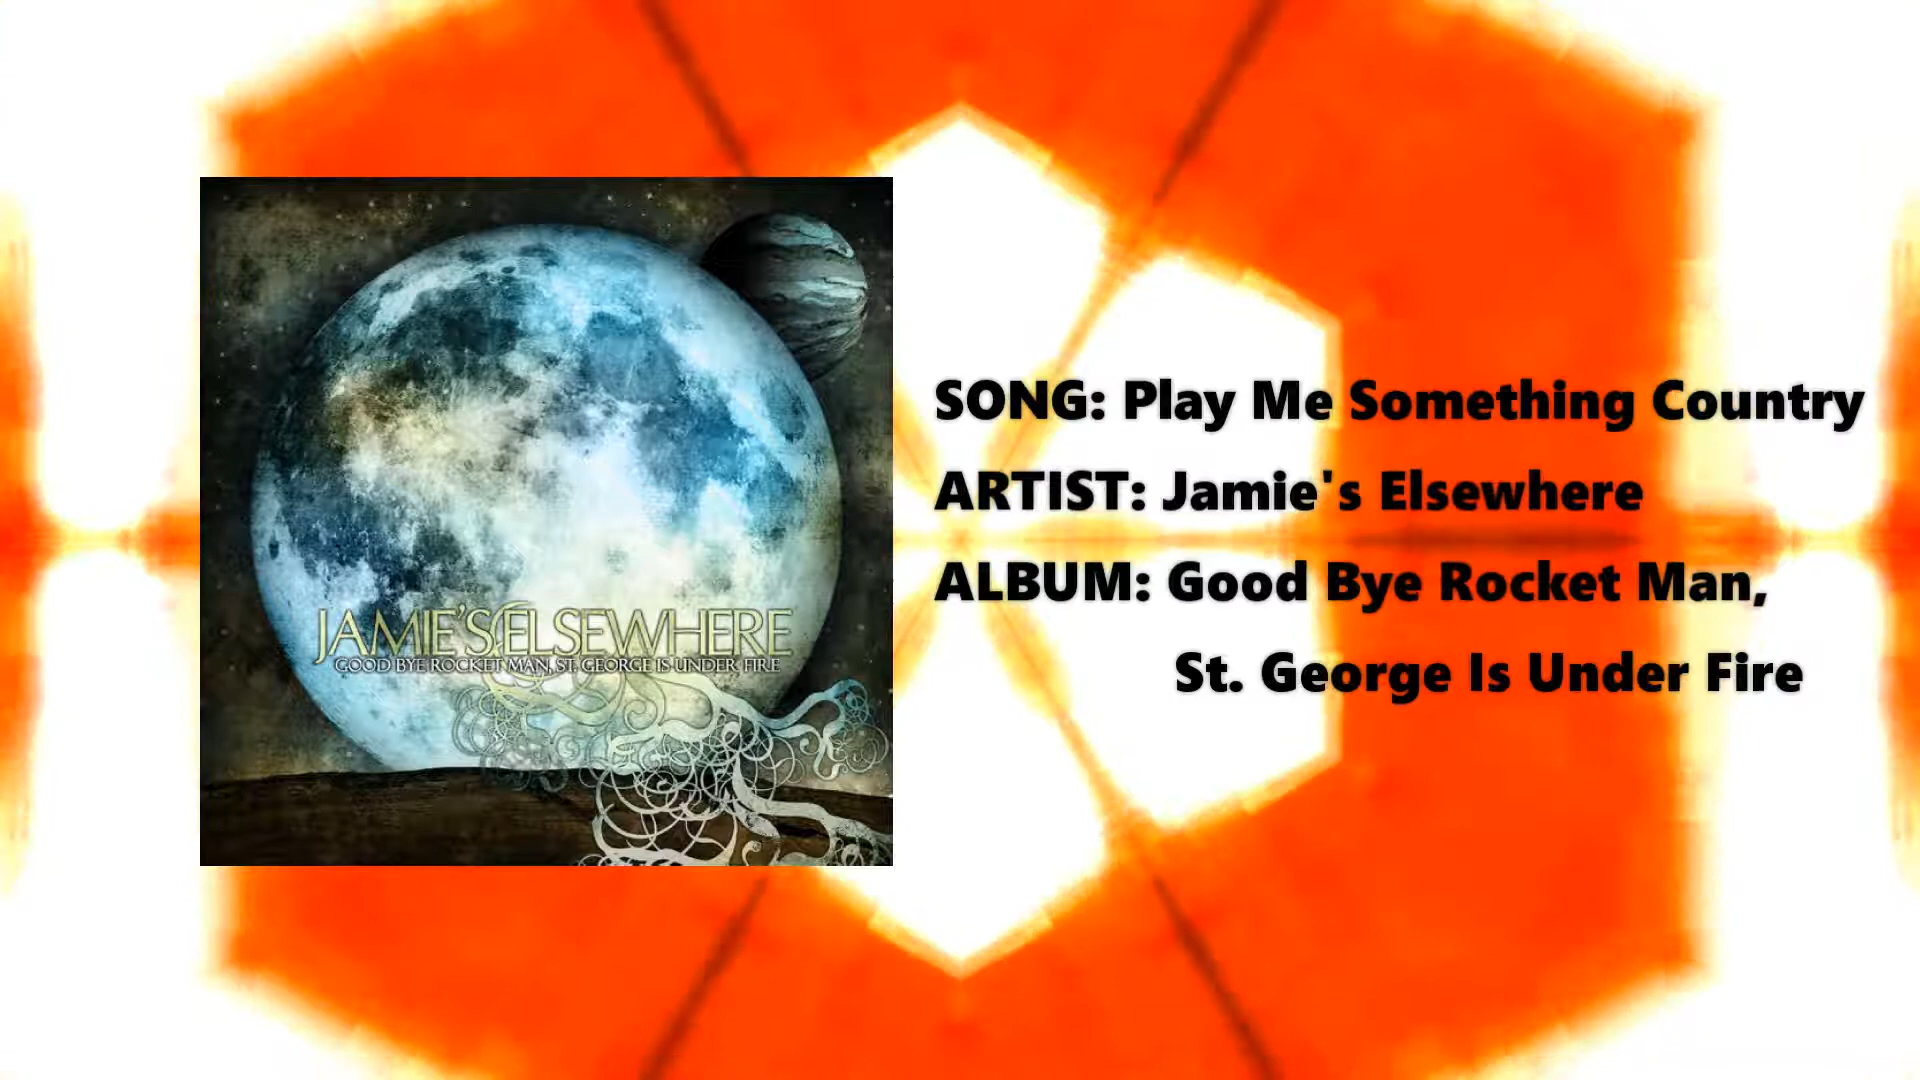 JAMIE'S ELSEWHERE
GOOD BYE ROCKET MAN, ST. GEORGE IS UNDER FIRE
SONG: Play Me Something Country
ARTIST: Jamie's Elsewhere
ALBUM: Good Bye Rocket Man,
St. George Is Under Fire